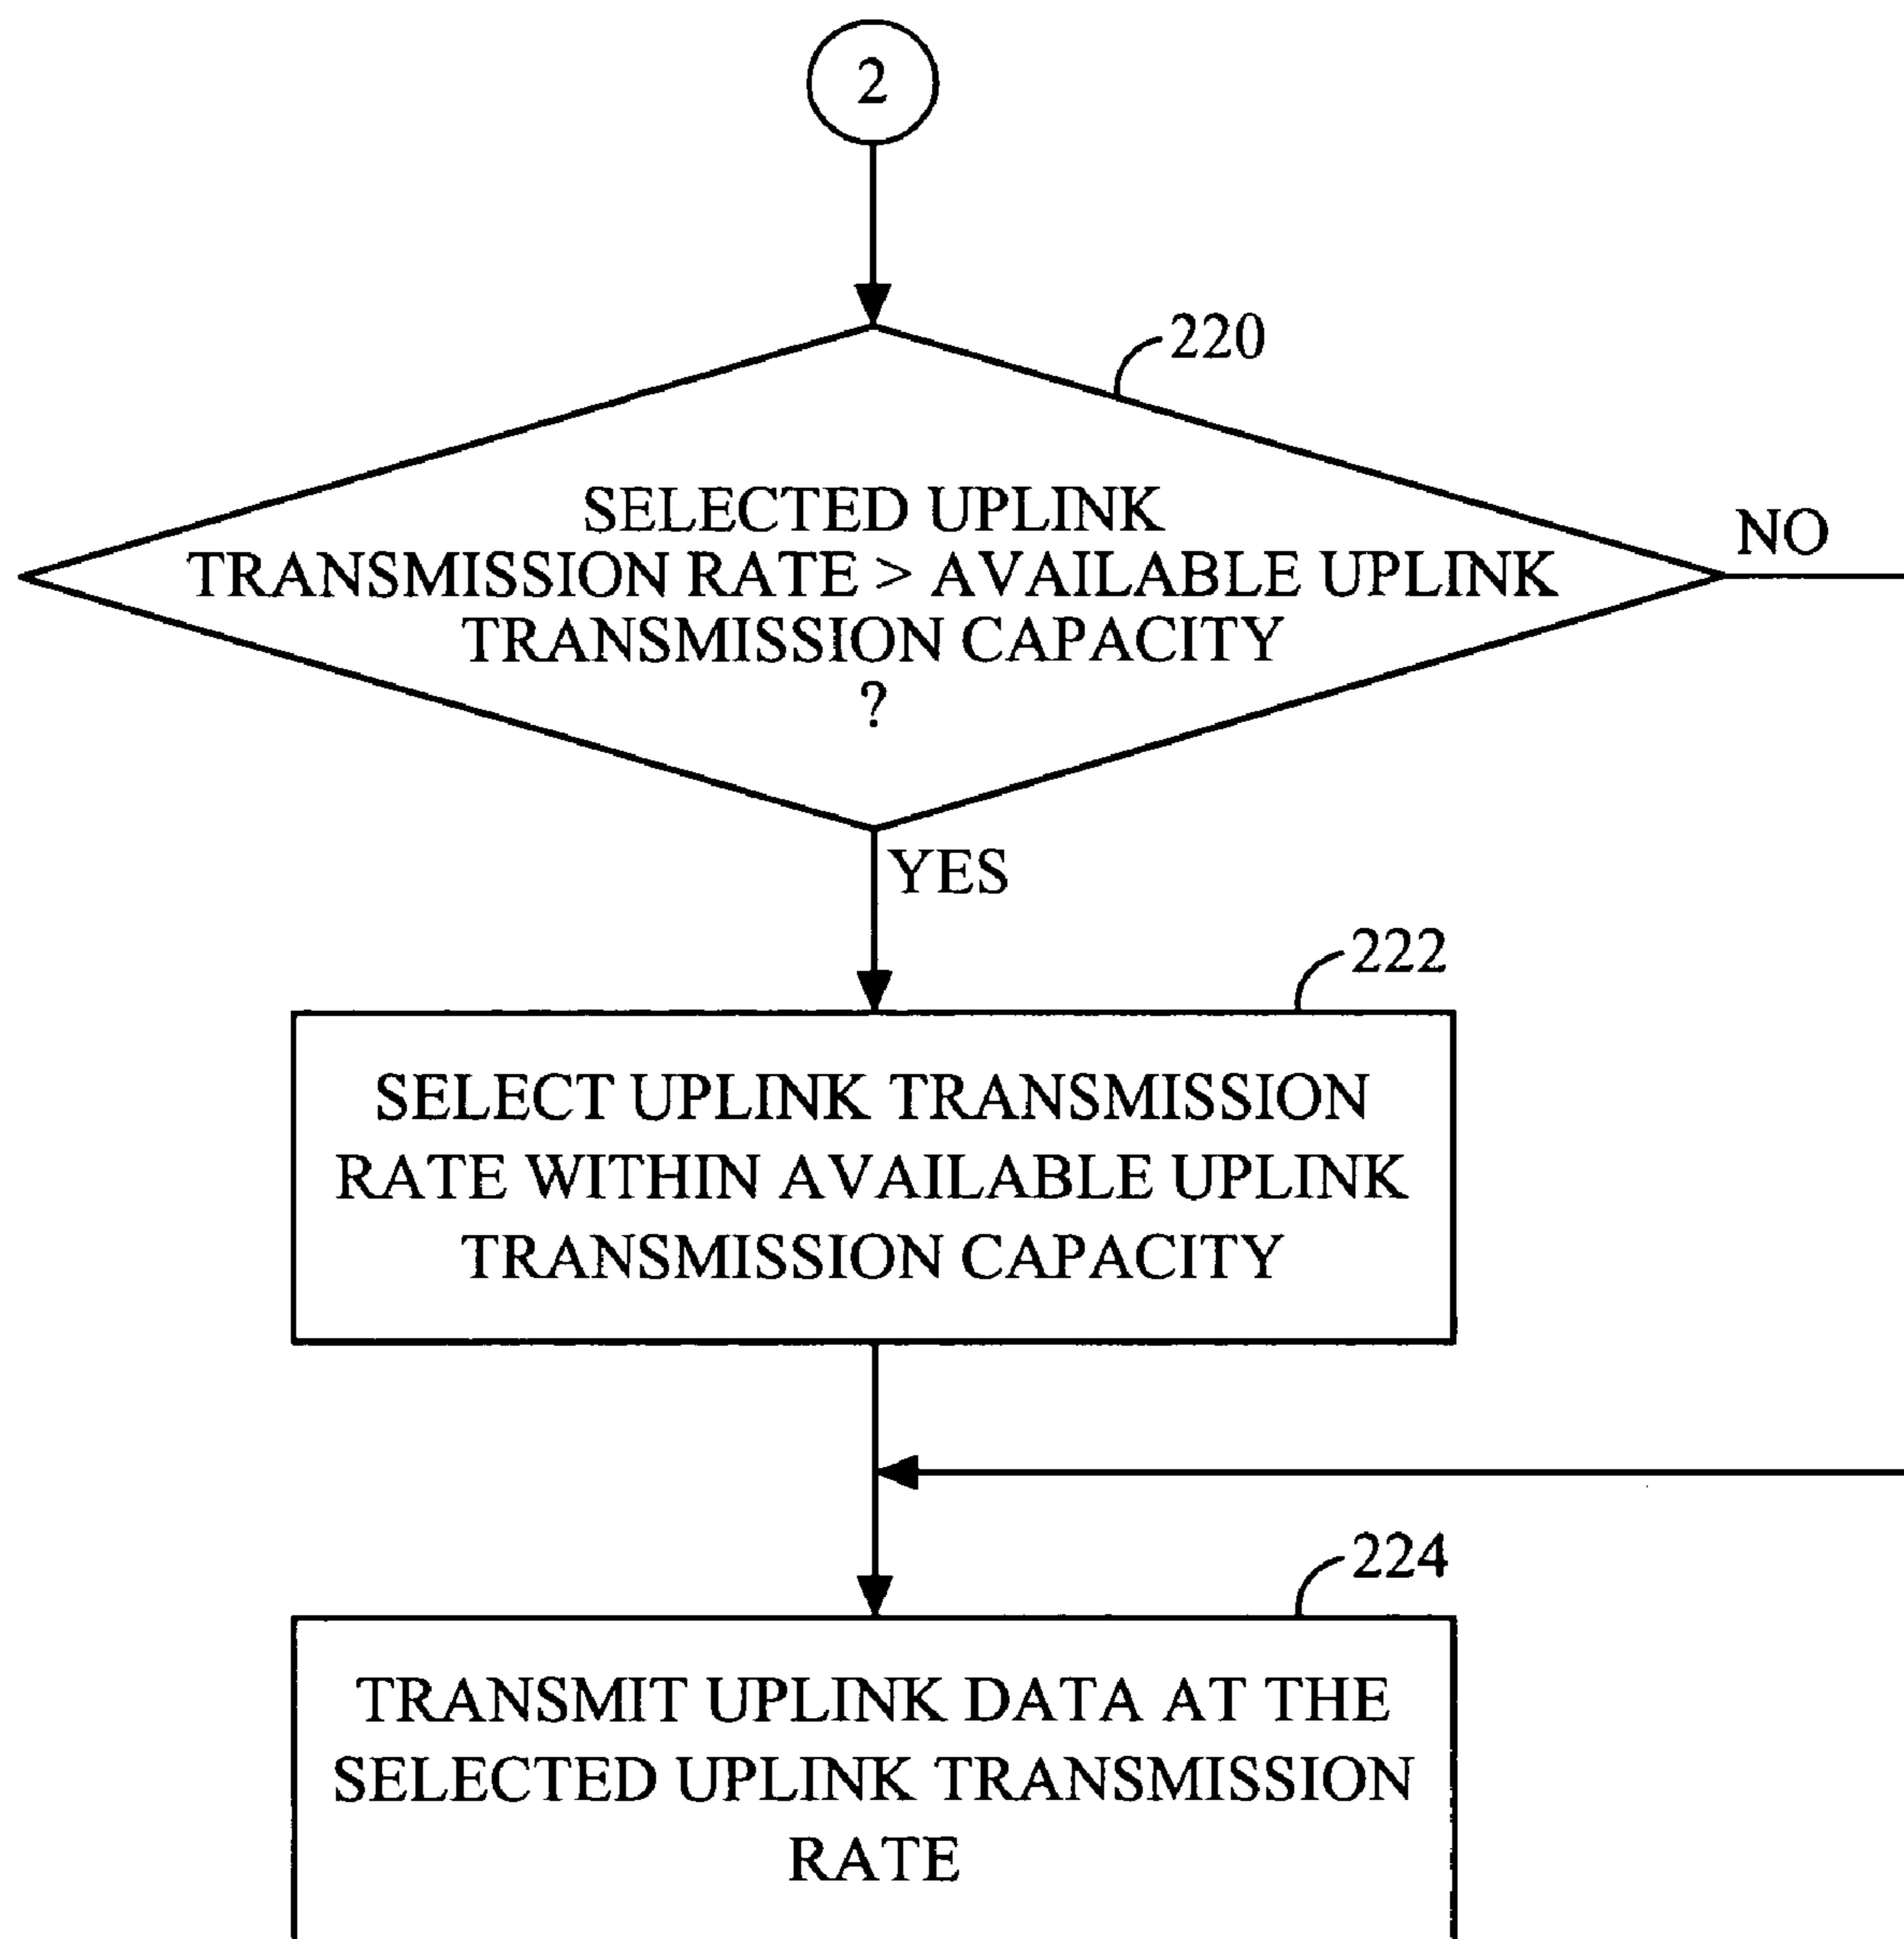 2
220
SELECTED UPLINK
TRANSMISSION RATE > AVAILABLE UPLINK
TRANSMISSION CAPACITY
?
NO
YES
222
SELECT UPLINK TRANSMISSION
RATE WITHIN AVAILABLE UPLINK
TRANSMISSION CAPACITY
224
TRANSMIT UPLINK DATA AT THE
SELECTED UPLINK TRANSMISSION
RATE